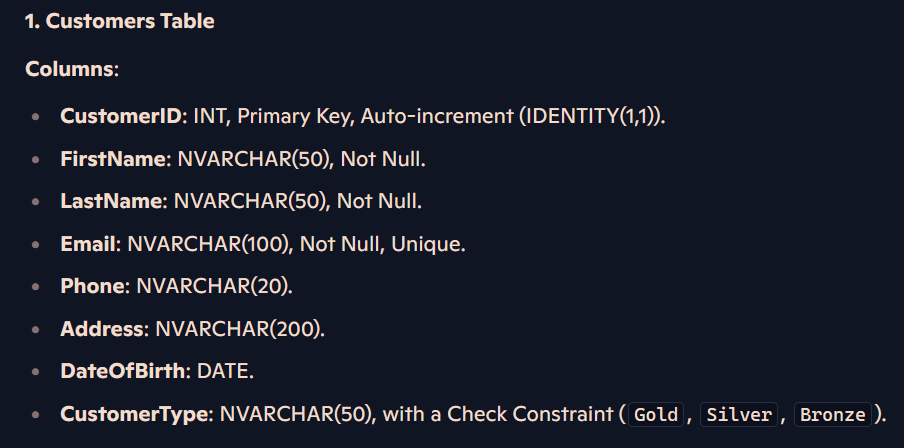 1. Customers Table
Columns:
• CustomerID: INT, Primary Key, Auto-increment (IDENTITY(1,1)).
• FirstName: NVARCHAR(50), Not Null.
• LastName: NVARCHAR(50), Not Null.
• Email: NVARCHAR(100), Not Null, Unique.
• Phone: NVARCHAR(20).
• Address: NVARCHAR(200).
• DateOfBirth: DATE.
• CustomerType: NVARCHAR(50), with a Check Constraint (Gold, Silver, Bronze).